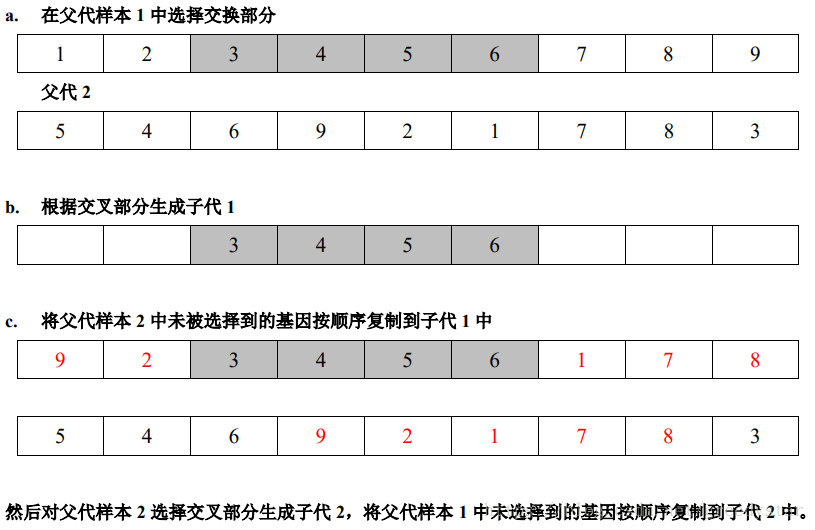 a. 在父代样本 1 中选择交换部分
1 2 3 4 5 6 7 8 9
父代 2
5 4 6 9 2 1 7 8 3
b. 根据交叉部分生成子代 1
3 4 5 6
c. 将父代样本 2 中未被选择到的基因按顺序复制到子代 1 中
9 2 3 4 5 6 1 7 8
5 4 6 9 2 1 7 8 3
然后对父代样本 2 选择交叉部分生成子代 2，将父代样本 1 中未选择到的基因按顺序复制到子代 2 中。